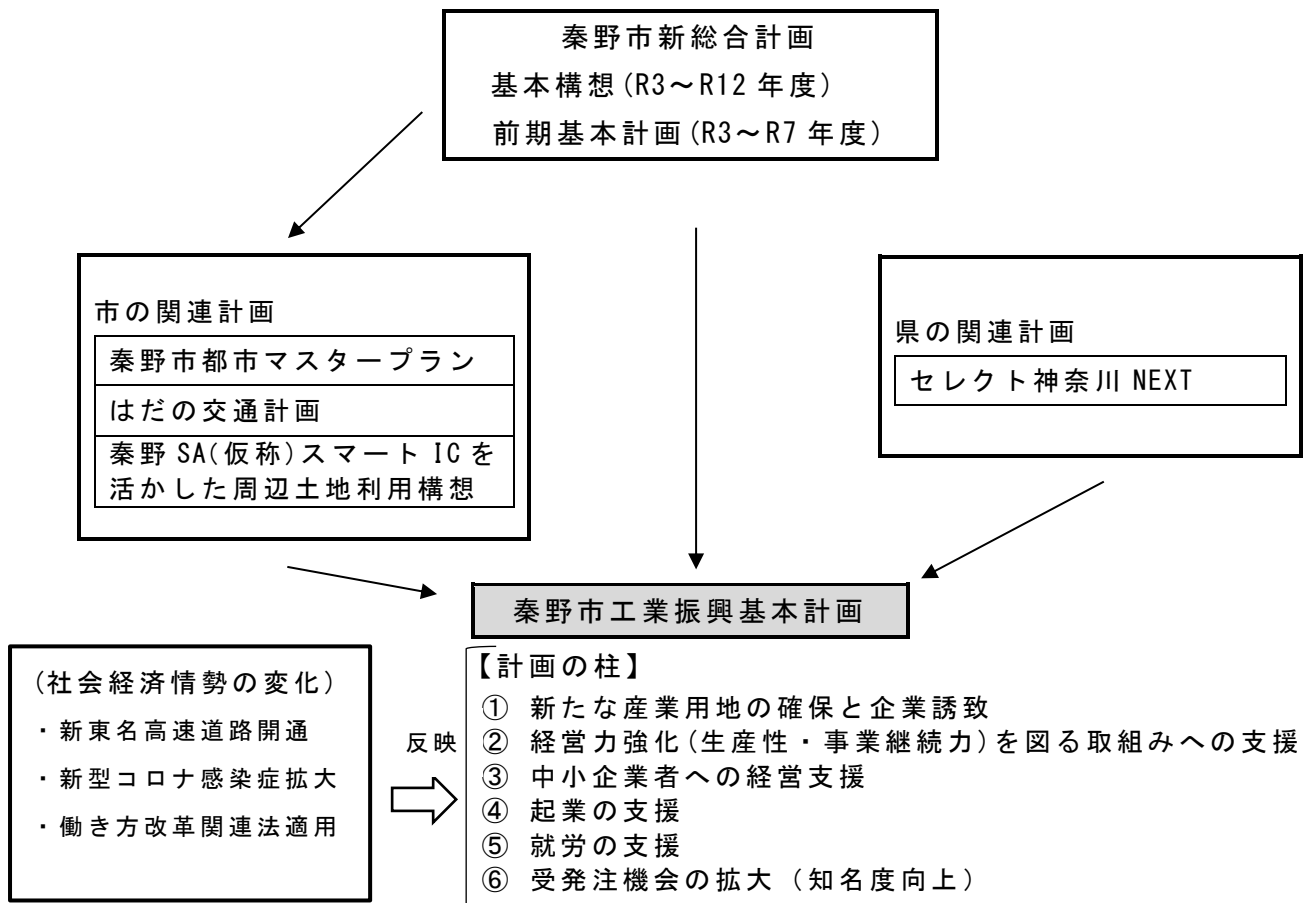 秦野市新総合計画
基本構想(R3～R12年度)
前期基本計画(R3～R7年度)
市の関連計画
秦野市都市マスタープラン
はだの交通計画
秦野SA(仮称)スマートICを
活かした周辺土地利用構想
県の関連計画
セレクト神奈川NEXT
秦野市工業振興基本計画
(社会経済情勢の変化)
・新東名高速道路開通
・新型コロナ感染症拡大
・働き方改革関連法適用
反映
【計画の柱】
① 新たな産業用地の確保と企業誘致
② 経営力強化(生産性・事業継続力)を図る取組みへの支援
③ 中小企業者への経営支援
④ 起業の支援
⑤ 就労の支援
⑥ 受発注機会の拡大（知名度向上）